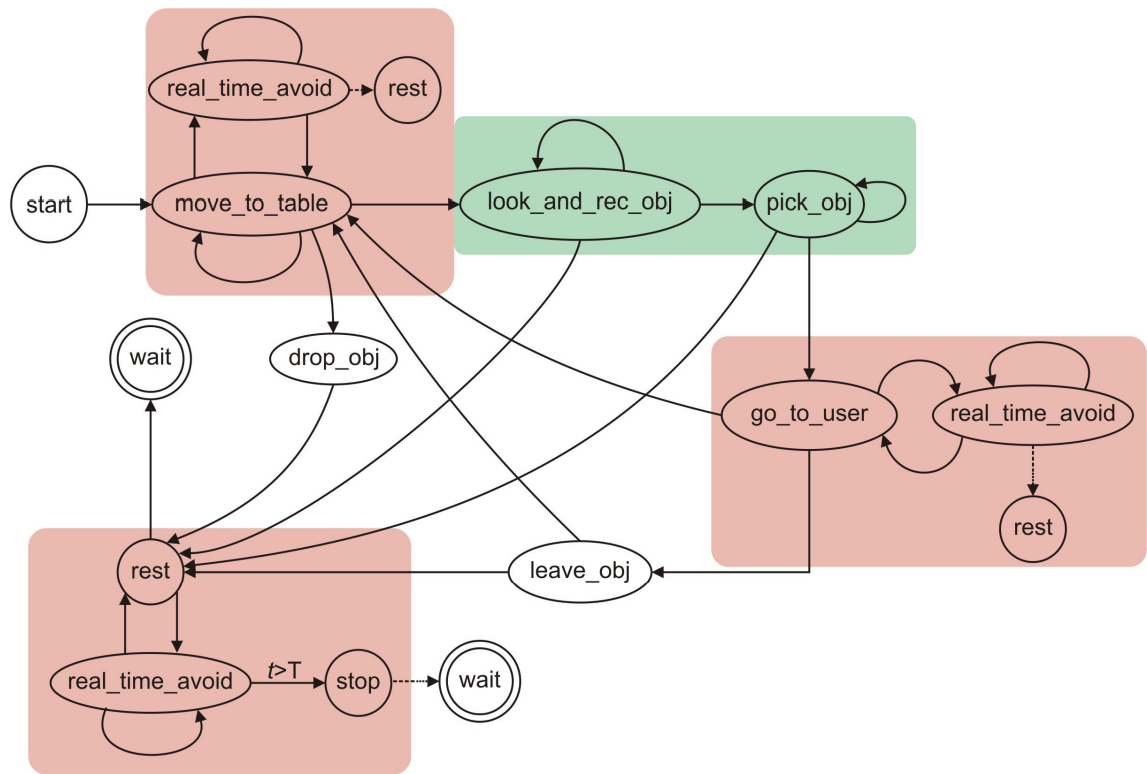 real_time_avoid
rest
start
move_to_table
look_and_rec_obj
pick_obj
wait
drop_obj
go_to_user
real_time_avoid
rest
rest
leave_obj
real_time_avoid
t>T
stop
wait